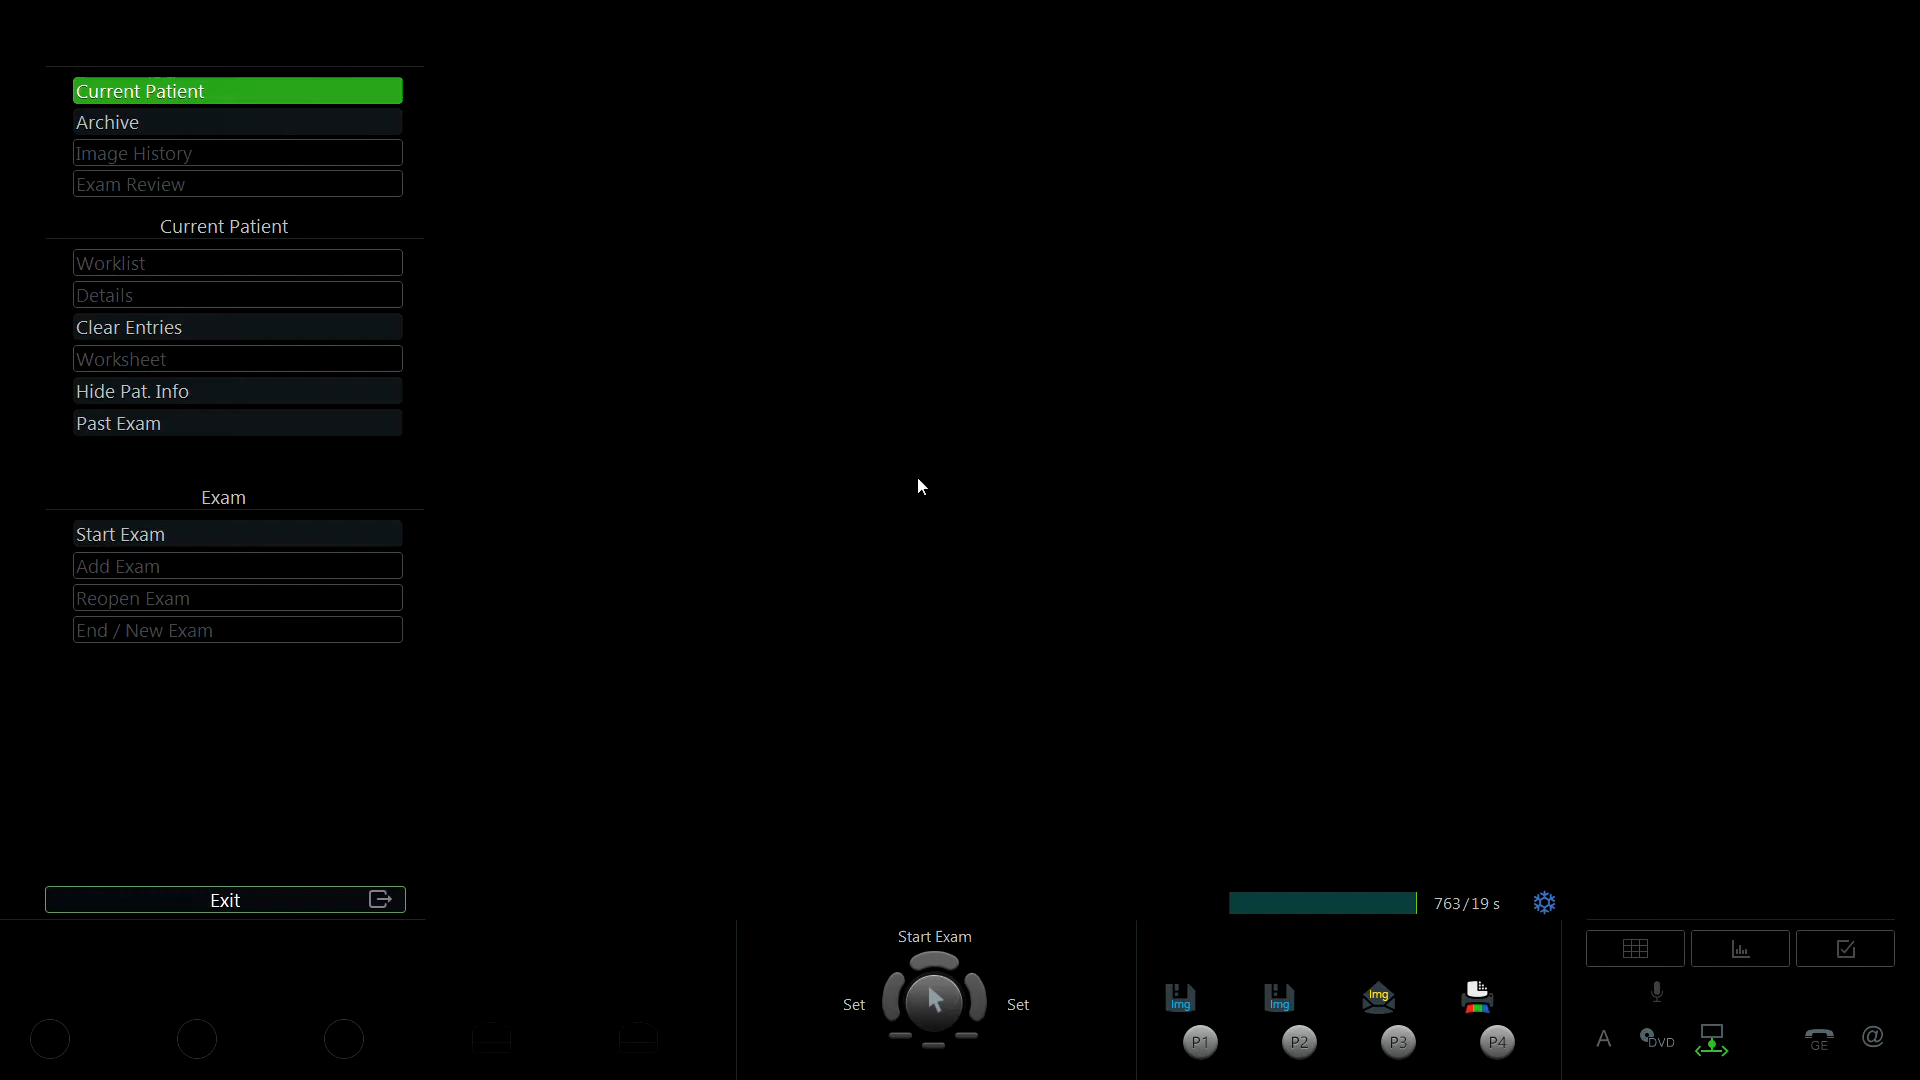 Current Patient
Archive
Image History
Exam Review
Current Patient
Worklist
Details
Clear Entries
Worksheet
Hide Pat. Info
Past Exam
Exam
Start Exam
Add Exam
Reopen Exam
End / New Exam
Exit
763/19 s
Start Exam
Set
Set
Img
Img
Img
P1
P2
P3
P4
A
DVD
GE
@